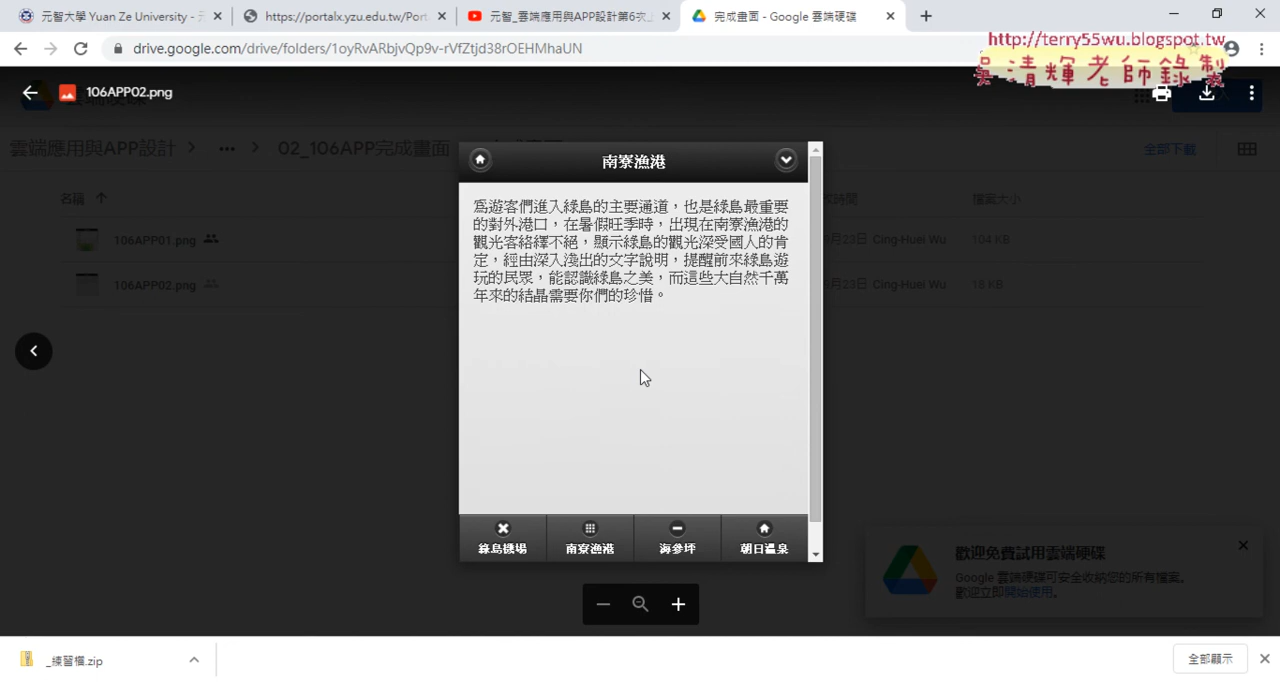 元智大學 Yuan Ze University - 元
https://portalx.yzu.edu.tw/Port
元智_雲端應用與APP設計第6次上
完成畫面 - Google 雲端硬碟
drive.google.com/drive/folders/1oyRvARbjvQp9v-rVfZtjd38rOEHMhaUN
http://terry55wu.blogspot.tw
吳清輝老師錄製
106APP02.png
雲端應用與APP設計
02_106APP完成畫面
全部下載
名稱
檔案大小
106APP01.png
月23日 Cing-Huei Wu
104 KB
106APP02.png
月23日 Cing-Huei Wu
18 KB
南寮漁港
為遊客們進入綠島的主要通道，也是綠島最重要
的對外港口，在暑假旺季時，出現在南寮漁港的
觀光客絡繹不絕，顯示綠島的觀光深受國人的肯
定，經由深入淺出的文字說明，提醒前來綠島遊
玩的民眾，能認識綠島之美，而這些大自然千萬
年來的結晶需要你們的珍惜。
綠島機場
南寮漁港
海參坪
朝日溫泉
歡迎免費試用雲端硬碟
Google 雲端硬碟可安全收納您的所有檔案。
歡迎立即開始使用。
_練習檔.zip
全部顯示